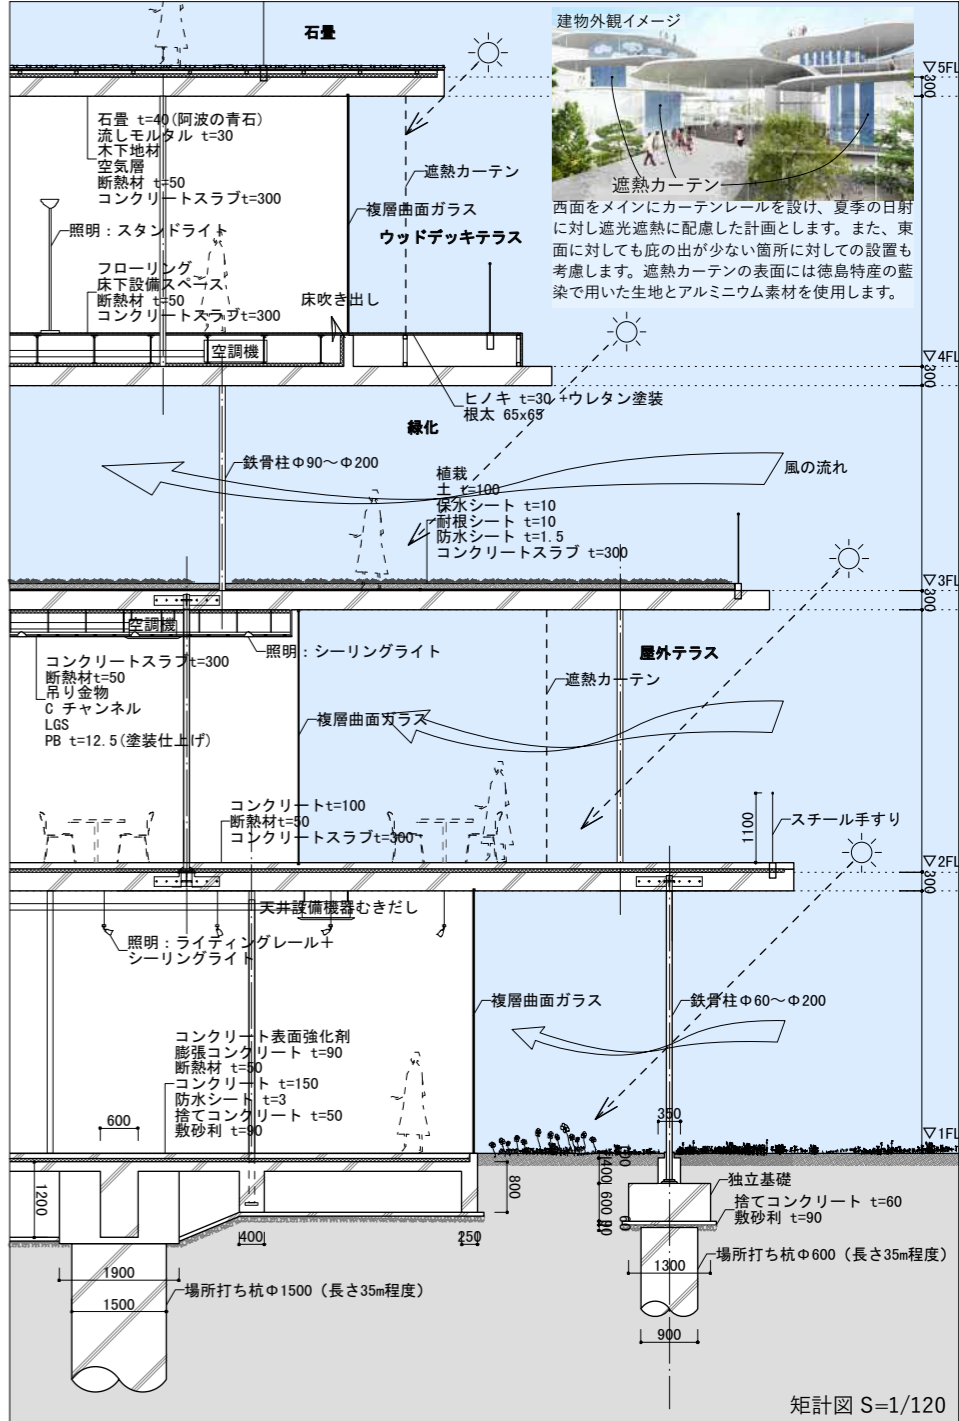 石畳
建物外観イメージ
遮熱カーテン
▽5FL
300
石畳 t=40(阿波の青石)
流しモルタル t=30
木下地材
空気層
断熱材 t=50
コンクリートスラブt=300
遮熱カーテン
複層曲面ガラス
照明：スタンドライト
ウッドデッキテラス
西面をメインにカーテンレールを設け、夏季の日射
に対し遮光遮熱に配慮した計画とします。また、東
面に対しても庇の出が少ない箇所に対しての設置も
考慮します。遮熱カーテンの表面には徳島特産の藍
染で用いた生地とアルミニウム素材を使用します。
フローリング
床下設備スペース
断熱材 t=50
コンクリートスラブt=300
床吹き出し
空調機
▽4FL
300
ヒノキ t=30 +ウレタン塗装
根太 65x65
緑化
鉄骨柱Φ90～Φ200
風の流れ
植栽
土 t=100
保水シート t=10
耐根シート t=10
防水シート t=1.5
コンクリートスラブ t=300
▽3FL
300
空調機
照明：シーリングライト
屋外テラス
コンクリートスラブt=300
断熱材t=50
吊り金物
C チャンネル
LGS
PB t=12.5(塗装仕上げ)
遮熱カーテン
複層曲面ガラス
コンクリートt=100
断熱材t=50
コンクリートスラブt=300
1100
スチール手すり
▽2FL
300
天井設備機器むきだし
照明：ライティングレール＋
シーリングライト
複層曲面ガラス
鉄骨柱Φ60～Φ200
コンクリート表面強化剤
膨張コンクリート t=90
断熱材 t=50
コンクリート t=150
防水シート t=3
捨てコンクリート t=50
敷砂利 t=90
600
350
▽1FL
1200
800
400
600
90
60
独立基礎
捨てコンクリート t=60
敷砂利 t=90
400
250
場所打ち杭Φ600（長さ35m程度）
1900
1300
場所打ち杭Φ1500（長さ35m程度）
1500
900
矩計図 S=1/120